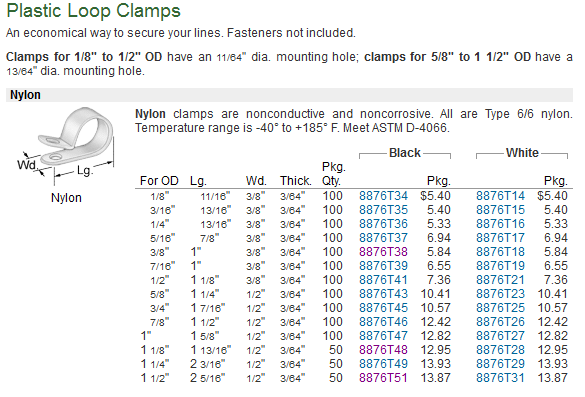 Plastic Loop Clamps
An economical way to secure your lines. Fasteners not included.
Clamps for 1/8" to 1/2" OD have an 11/64" dia. mounting hole; clamps for 5/8" to 1 1/2" OD have a
13/64" dia. mounting hole.
Nylon
Wd.
Lg.
Nylon
Nylon clamps are nonconductive and noncorrosive. All are Type 6/6 nylon.
Temperature range is -40° to +185° F. Meet ASTM D-4066.
Black White
Pkg.
For OD Lg. Wd. Thick. Qty. Pkg. Pkg.
1/8" 11/16" 3/8" 3/64" 100 8876T34 $5.40 8876T14 $5.40
3/16" 13/16" 3/8" 3/64" 100 8876T35 5.40 8876T15 5.40
1/4" 13/16" 3/8" 3/64" 100 8876T36 5.33 8876T16 5.33
5/16" 7/8" 3/8" 3/64" 100 8876T37 6.94 8876T17 6.94
3/8" 1" 3/8" 3/64" 100 8876T38 5.84 8876T18 5.84
7/16" 1" 3/8" 3/64" 100 8876T39 6.55 8876T19 6.55
1/2" 1 1/8" 3/8" 3/64" 100 8876T41 7.36 8876T21 7.36
5/8" 1 1/4" 1/2" 3/64" 100 8876T43 10.41 8876T23 10.41
3/4" 1 7/16" 1/2" 3/64" 100 8876T45 10.57 8876T25 10.57
7/8" 1 1/2" 1/2" 3/64" 100 8876T46 12.42 8876T26 12.42
1" 1 5/8" 1/2" 3/64" 100 8876T47 12.82 8876T27 12.82
1 1/8" 1 13/16" 1/2" 3/64" 50 8876T48 12.95 8876T28 12.95
1 1/4" 2 3/16" 1/2" 3/64" 50 8876T49 13.93 8876T29 13.93
1 1/2" 2 5/16" 1/2" 3/64" 50 8876T51 13.87 8876T31 13.87